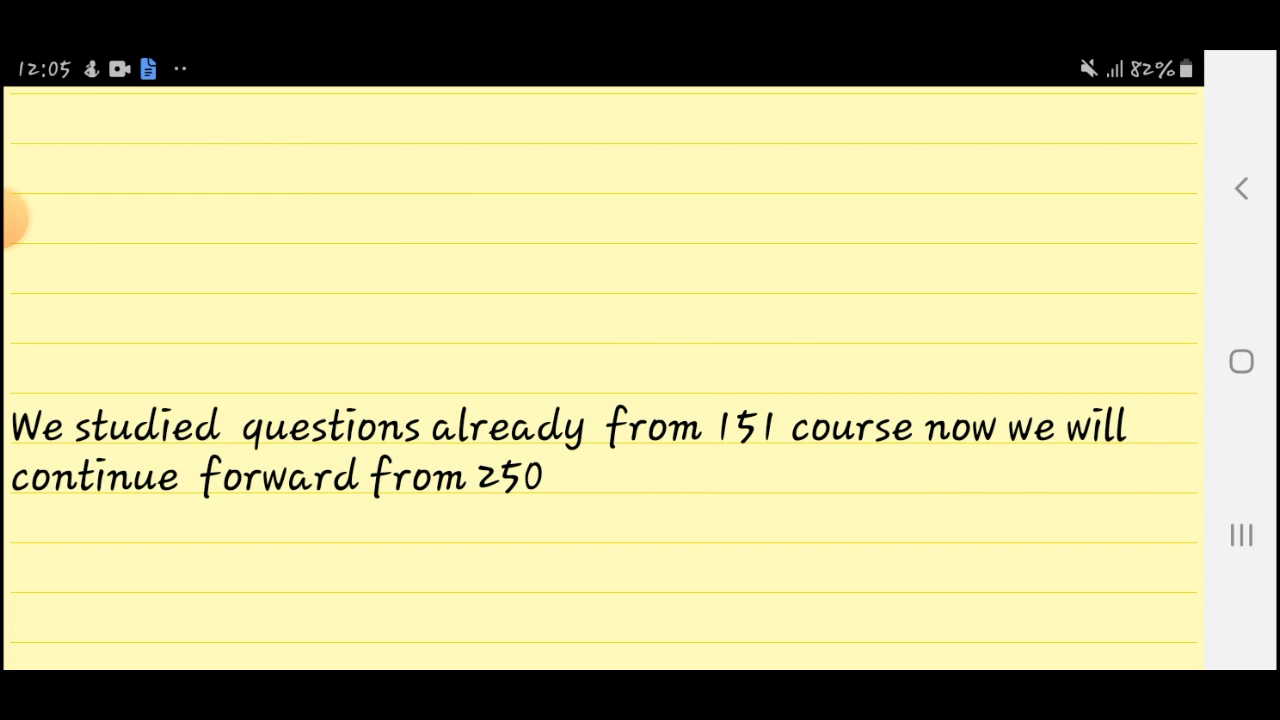 12:05 82%
We studied questions already from 151 course now we will
continue forward from 250